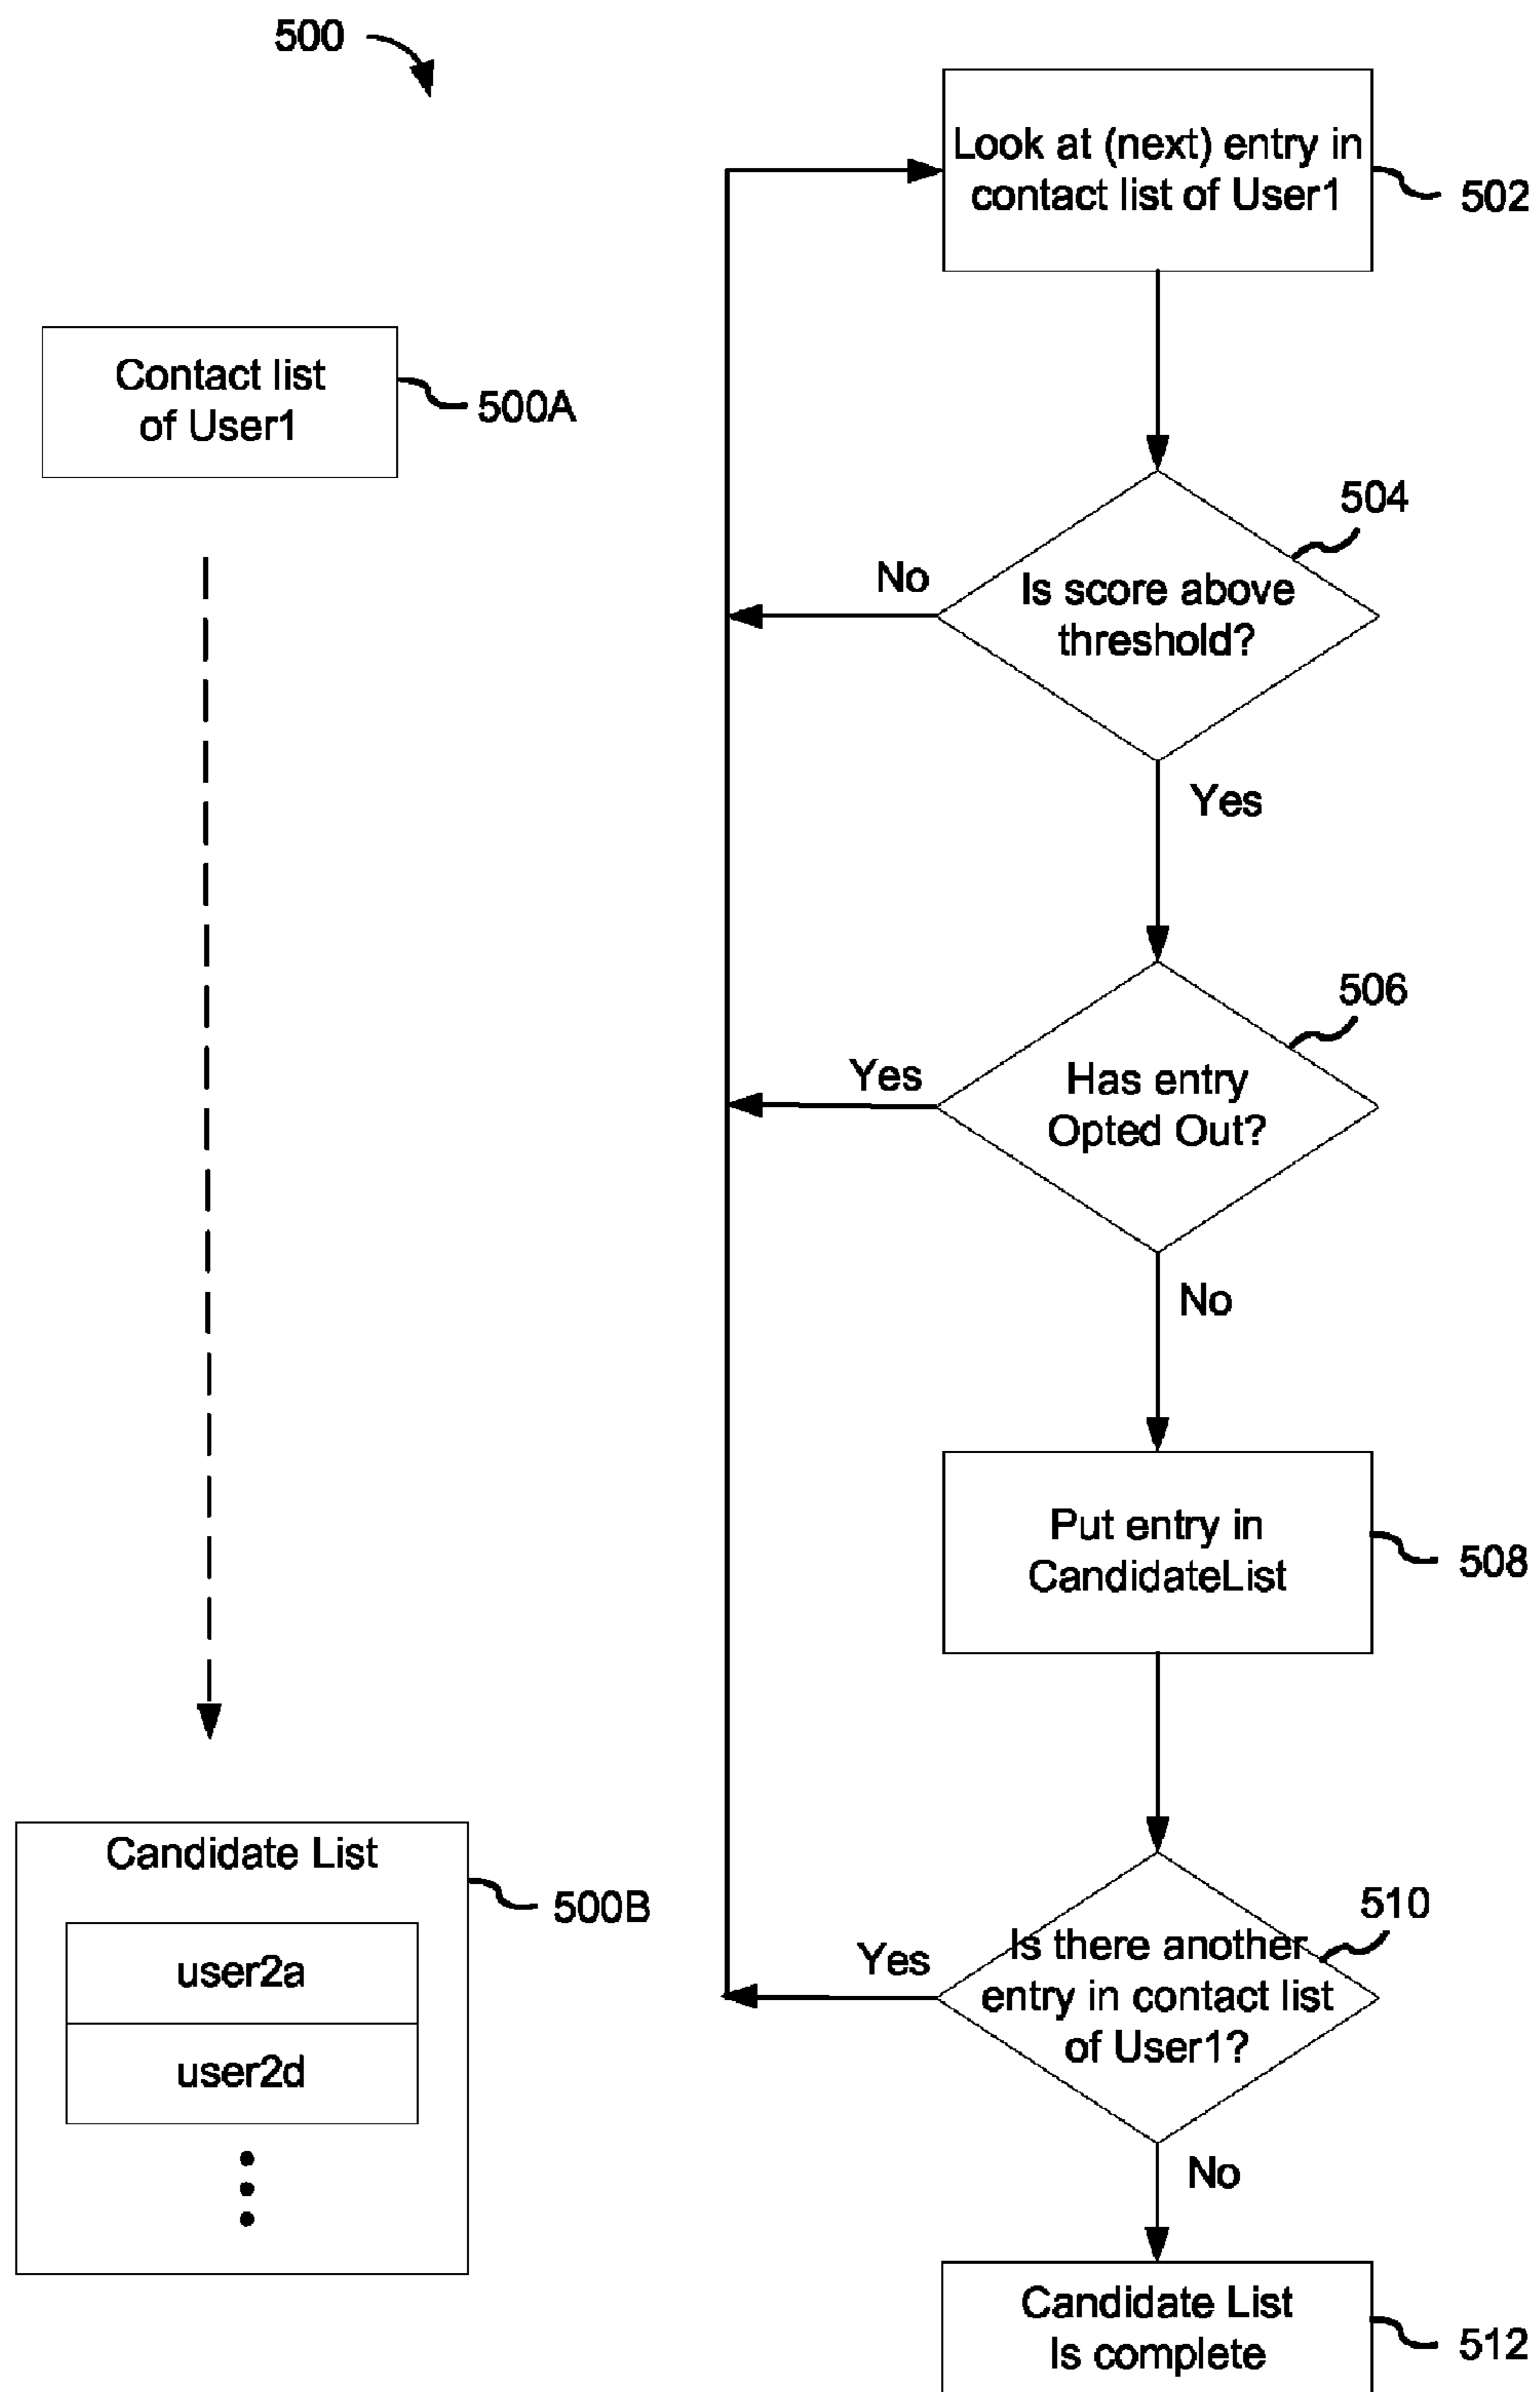 500
Look at (next) entry in
contact list of User1
502
Contact list
of User1
500A
504
No
Is score above
threshold?
Yes
506
Yes
Has entry
Opted Out?
No
Put entry in
CandidateList
508
Candidate List
500B
user2a
user2d
510
Yes
Is there another
entry in contact list
of User1?
No
Candidate List
Is complete
512